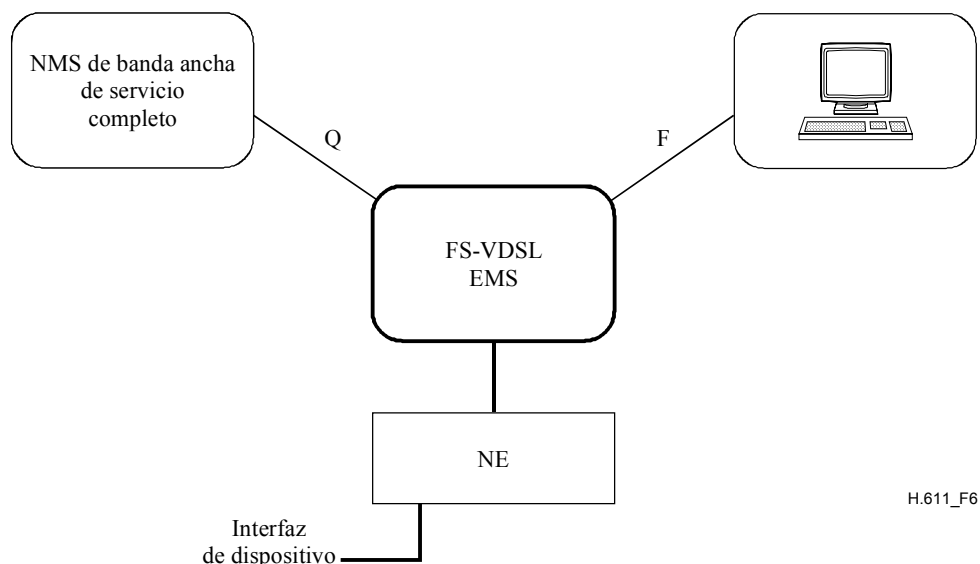 NMS de banda ancha
de servicio
completo
Q
F
FS-VDSL
EMS
NE
H.611_F6
Interfaz
de dispositivo